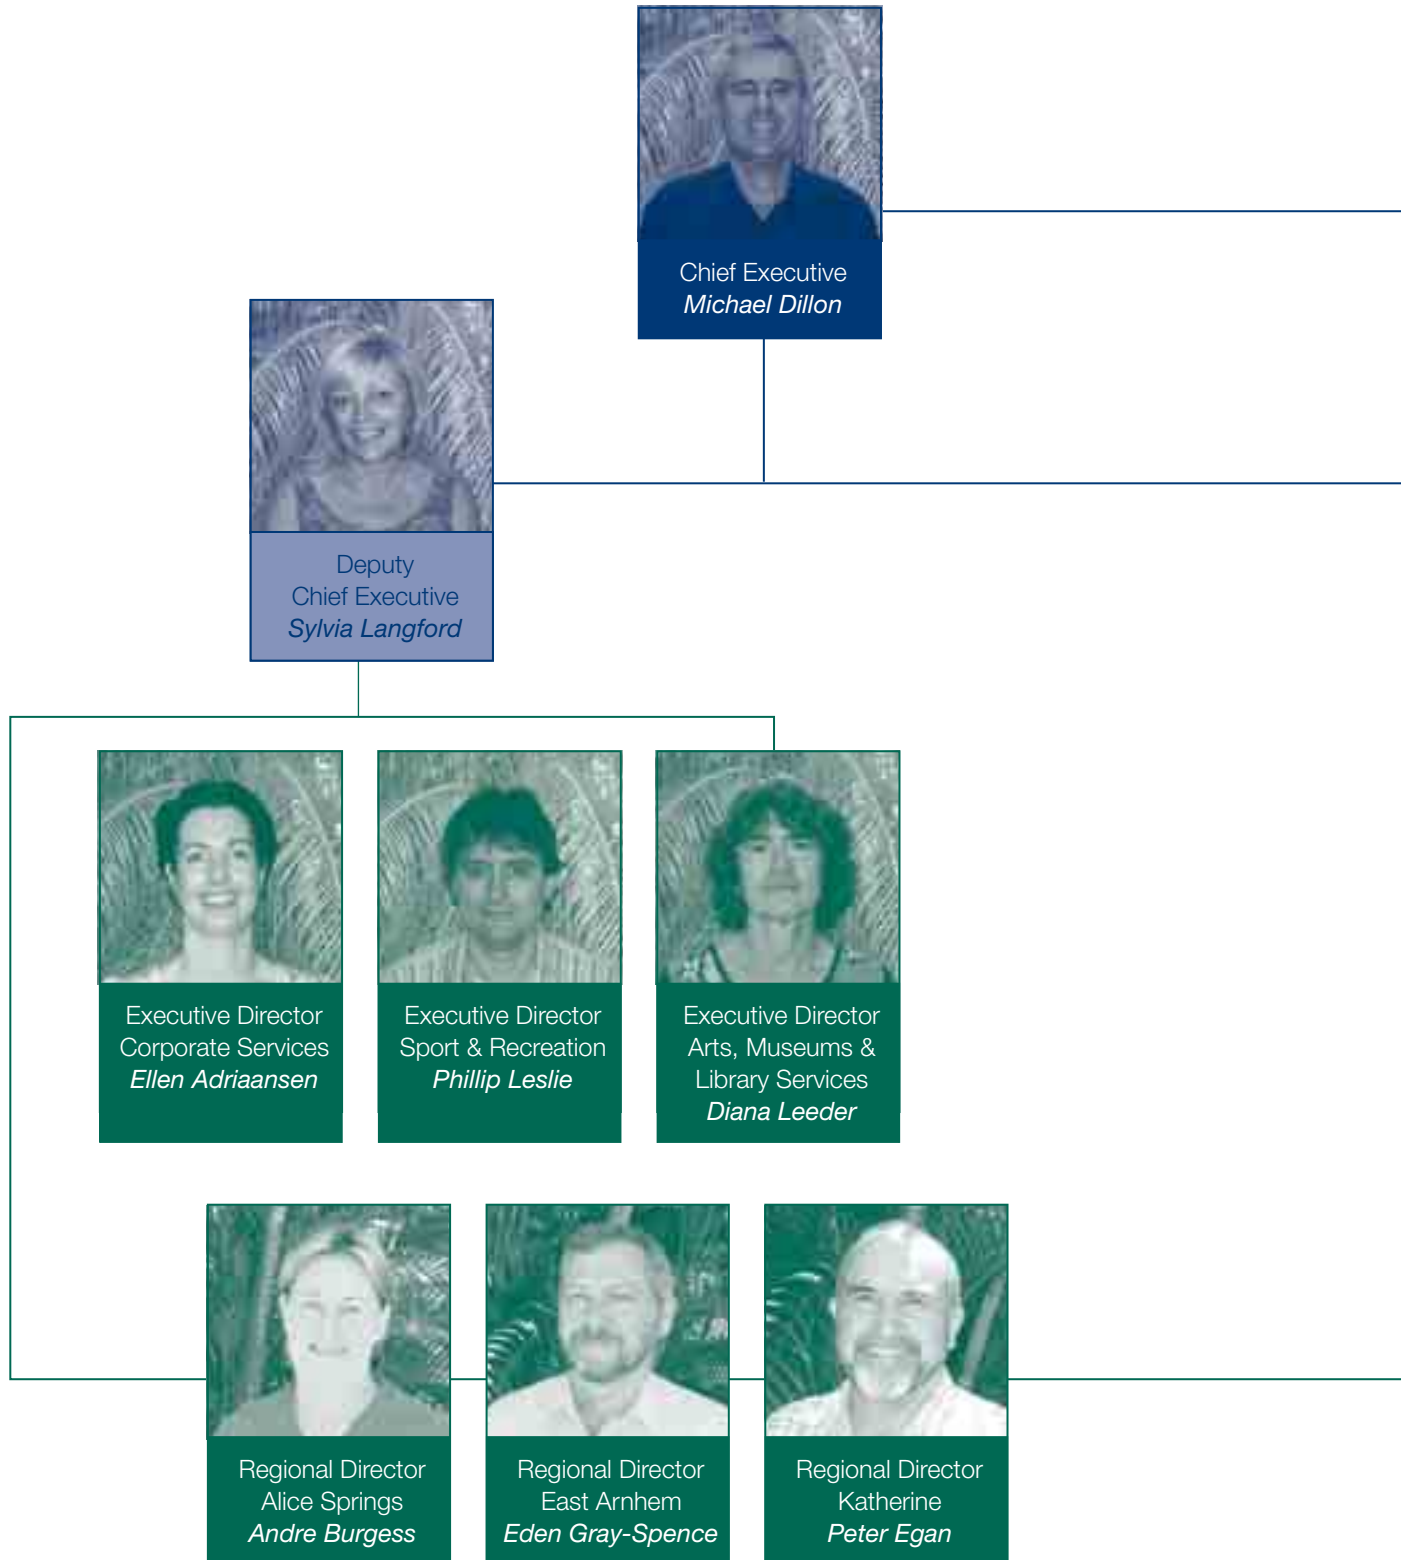 Chief Executive
Michael Dillon
Deputy
Chief Executive
Sylvia Langford
Executive Director
Corporate Services
Ellen Adriaansen
Executive Director
Sport & Recreation
Phillip Leslie
Executive Director
Arts, Museums &
Library Services
Diana Leeder
Regional Director
Alice Springs
Andre Burgess
Regional Director
East Arnhem
Eden Gray-Spence
Regional Director
Katherine
Peter Egan